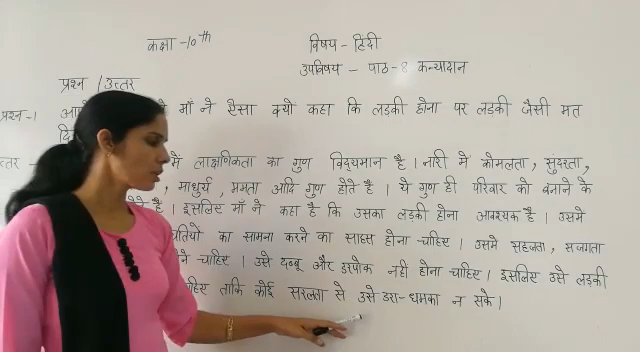 कक्षा - 10th
विषय - हिंदी
उपविषय - पाठ - 8 कन्यादान
प्रश्न / उत्तर
प्रश्न - 1 माँ ने ऐसा क्यो कहा कि लड़की होना पर लड़की जैसी मत
में लाक्षणिकता का गुण विद्यमान है। नारी मे कोमलता, सुंदरता,
, माधुर्य, ममता आदि गुण होते है। ये गुण ही परिवार को बनाने के
है। इसलिए माँ ने कहा है कि उसका लड़की होना आवश्यक है। उसमे
का सामना करने का साहस होना चाहिए। उसमे सहजता, सजगता
चाहिए। उसे दब्बू और डरपोक नही होना चाहिए। इसलिए उसे लड़की
ताकि कोई सरलता से उसे डरा-धमका न सके।